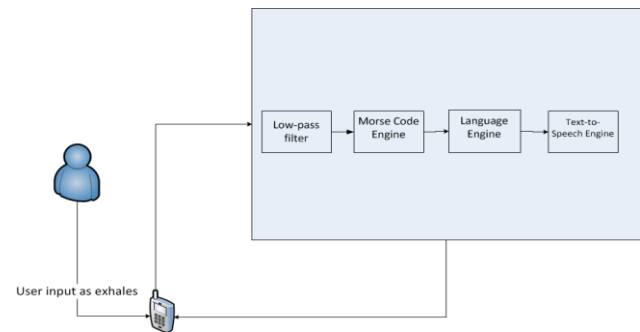 Low-pass
filter
Morse Code
Engine
Language
Engine
Text-to-
Speech Engine
User input as exhales